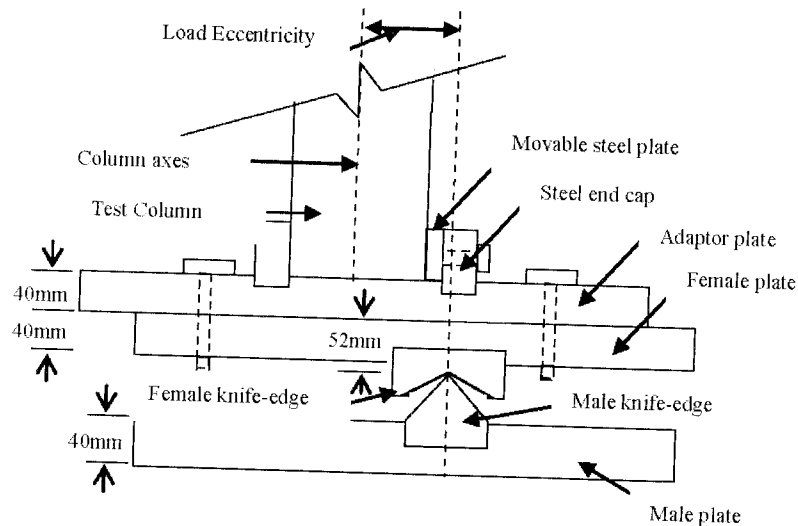 Load Eccentricity
Movable steel plate
Column axes
Steel end cap
Test Column
Adaptor plate
Female plate
40mm
40mm
52mm
Female knife-edge
Male knife-edge
40mm
Male plate